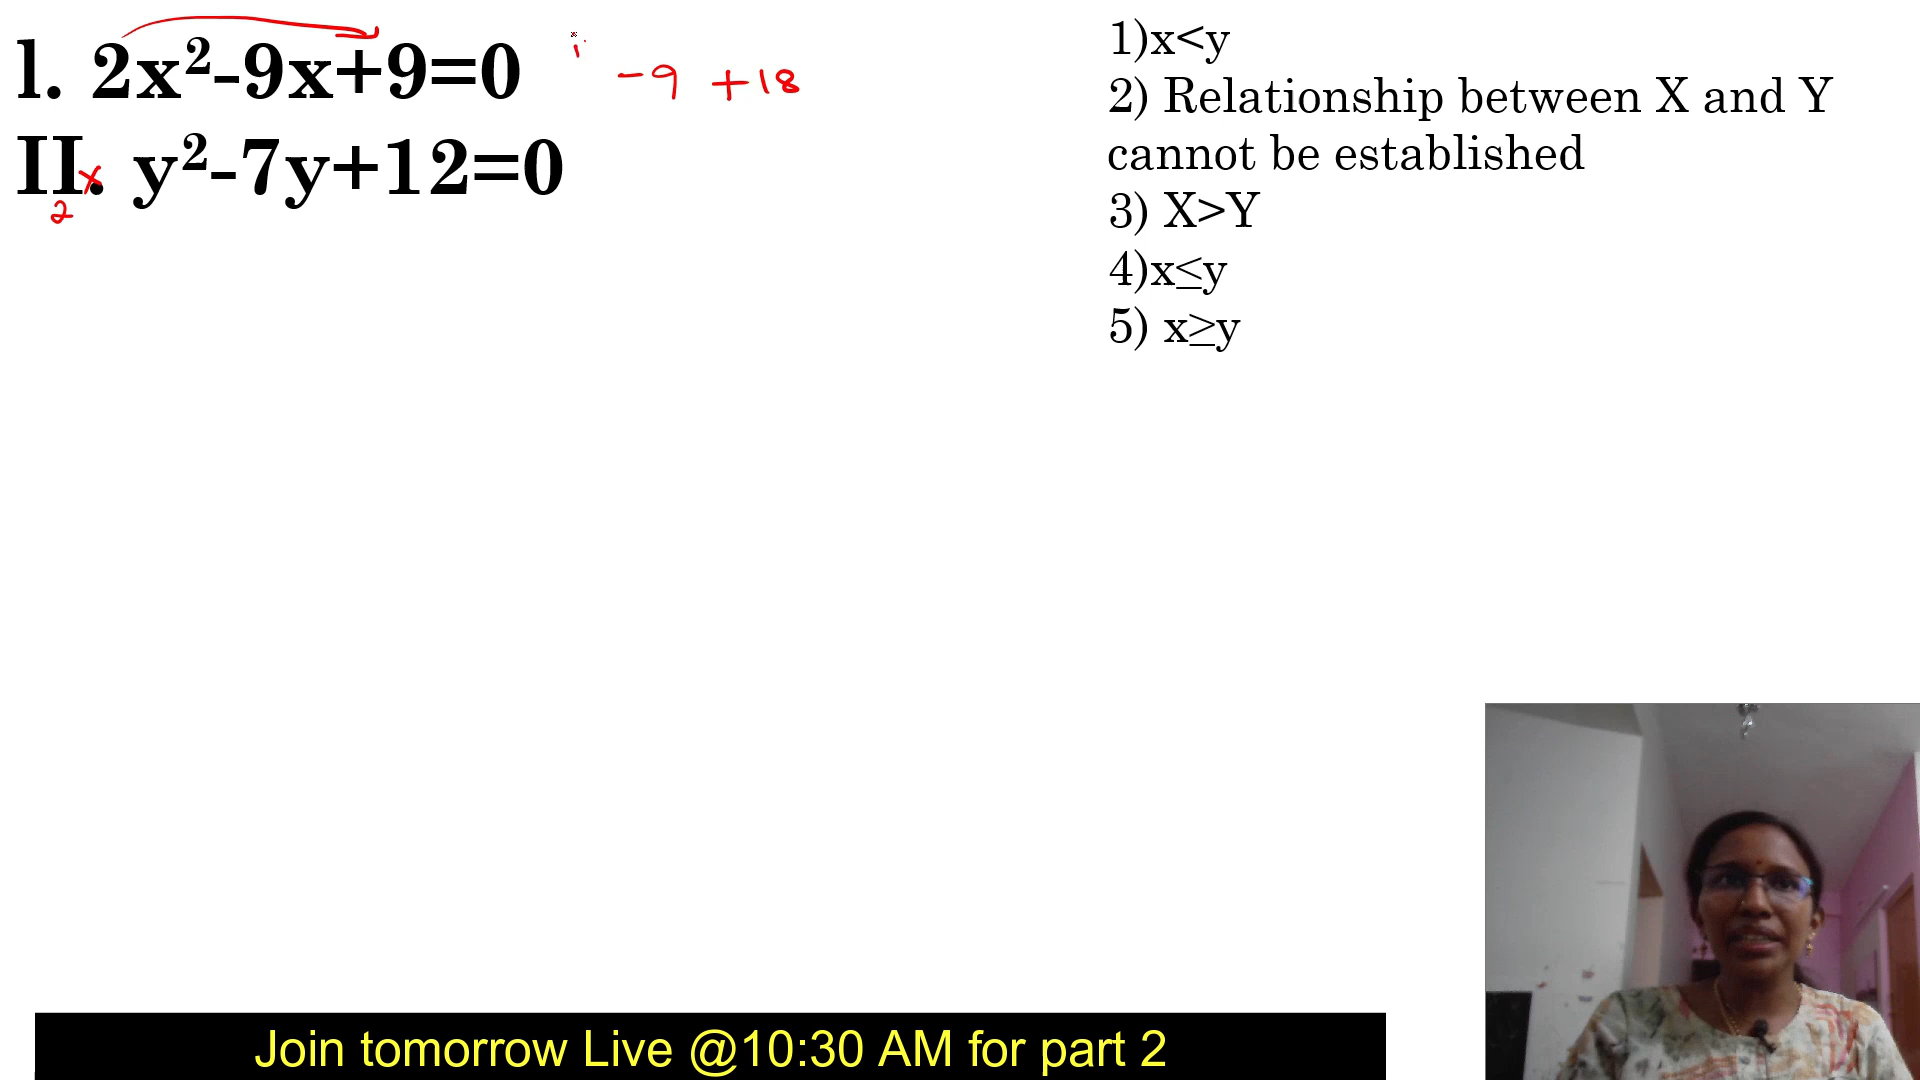 l. 2x²-9x+9=0
-9 +18
II. y²-7y+12=0
x
2
1)x<y
2) Relationship between X and Y
cannot be established
3) X>Y
4)x≤y
5) x≥y
Join tomorrow Live @10:30 AM for part 2